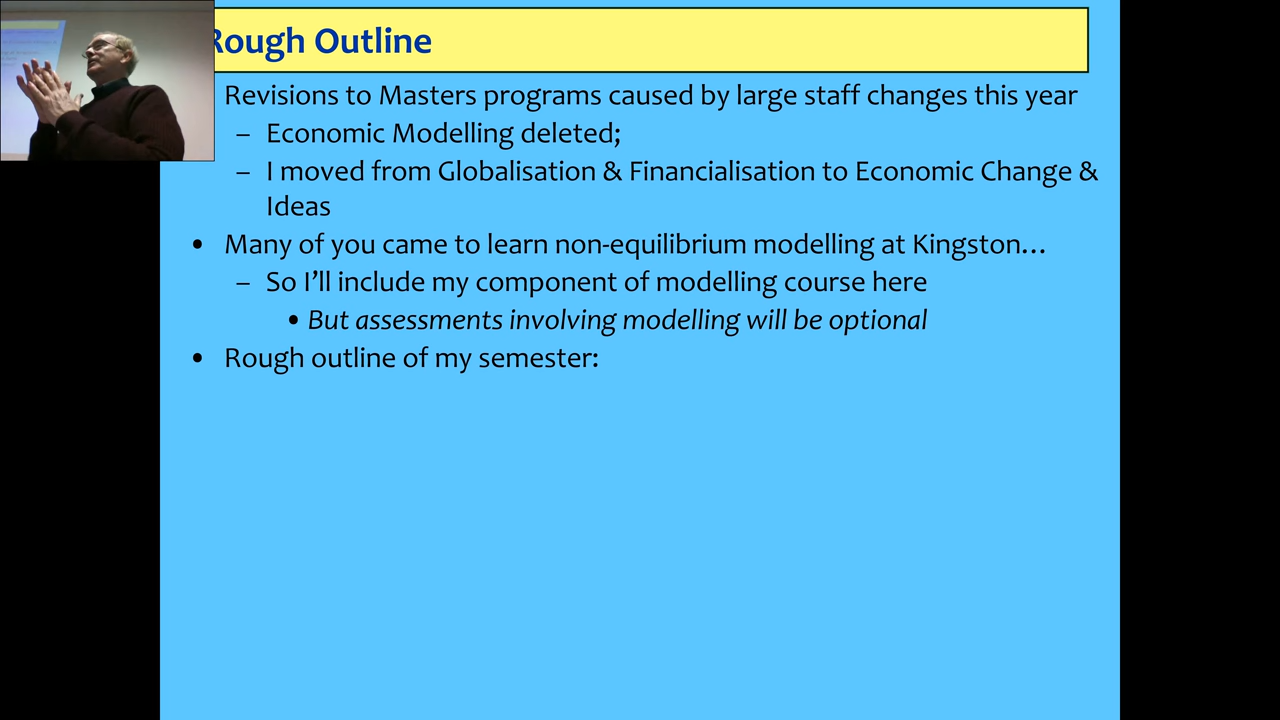 Rough Outline
Revisions to Masters programs caused by large staff changes this year
– Economic Modelling deleted;
– I moved from Globalisation & Financialisation to Economic Change &
Ideas
• Many of you came to learn non-equilibrium modelling at Kingston…
– So I’ll include my component of modelling course here
• But assessments involving modelling will be optional
• Rough outline of my semester: